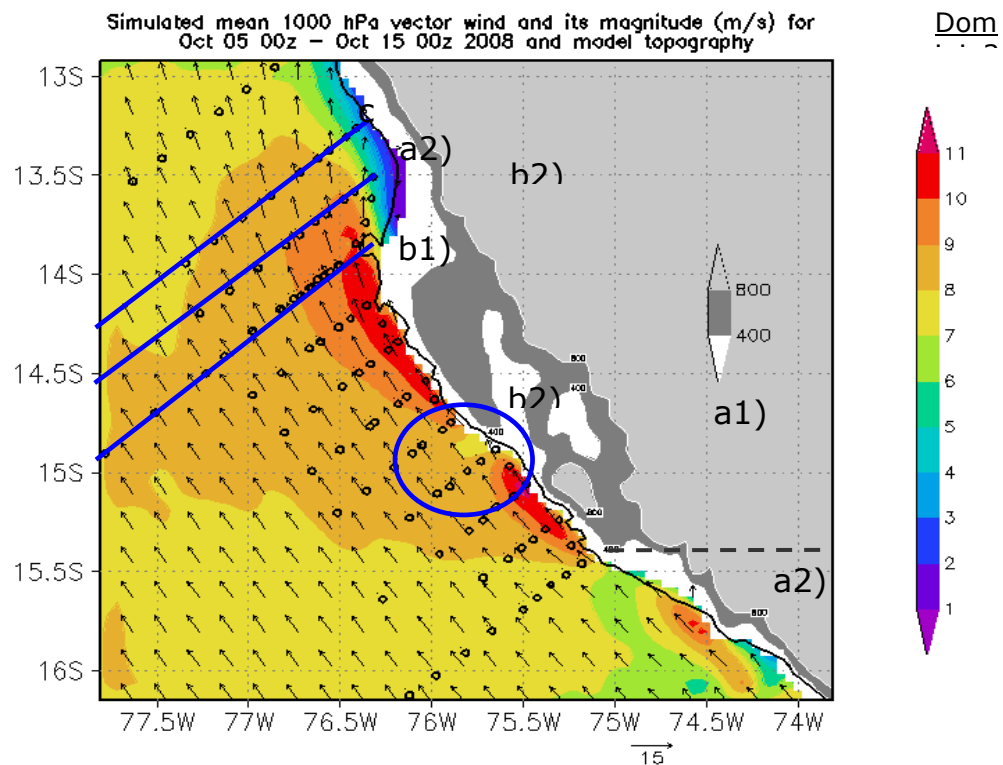 Simulated mean 1000 hPa vector wind and its magnitude (m/s) for
Oct 05 00z – Oct 15 00z 2008 and model topography
Dom
13S
13.5S
14S
14.5S
15S
15.5S
16S
a2)
b2)
b1)
800
400
800
400
b2)
a1)
400
800
400
a2)
800
77.5W
77W
76.5W
76W
75.5W
75W
74.5W
74W
15
11
10
9
8
7
6
5
4
3
2
1